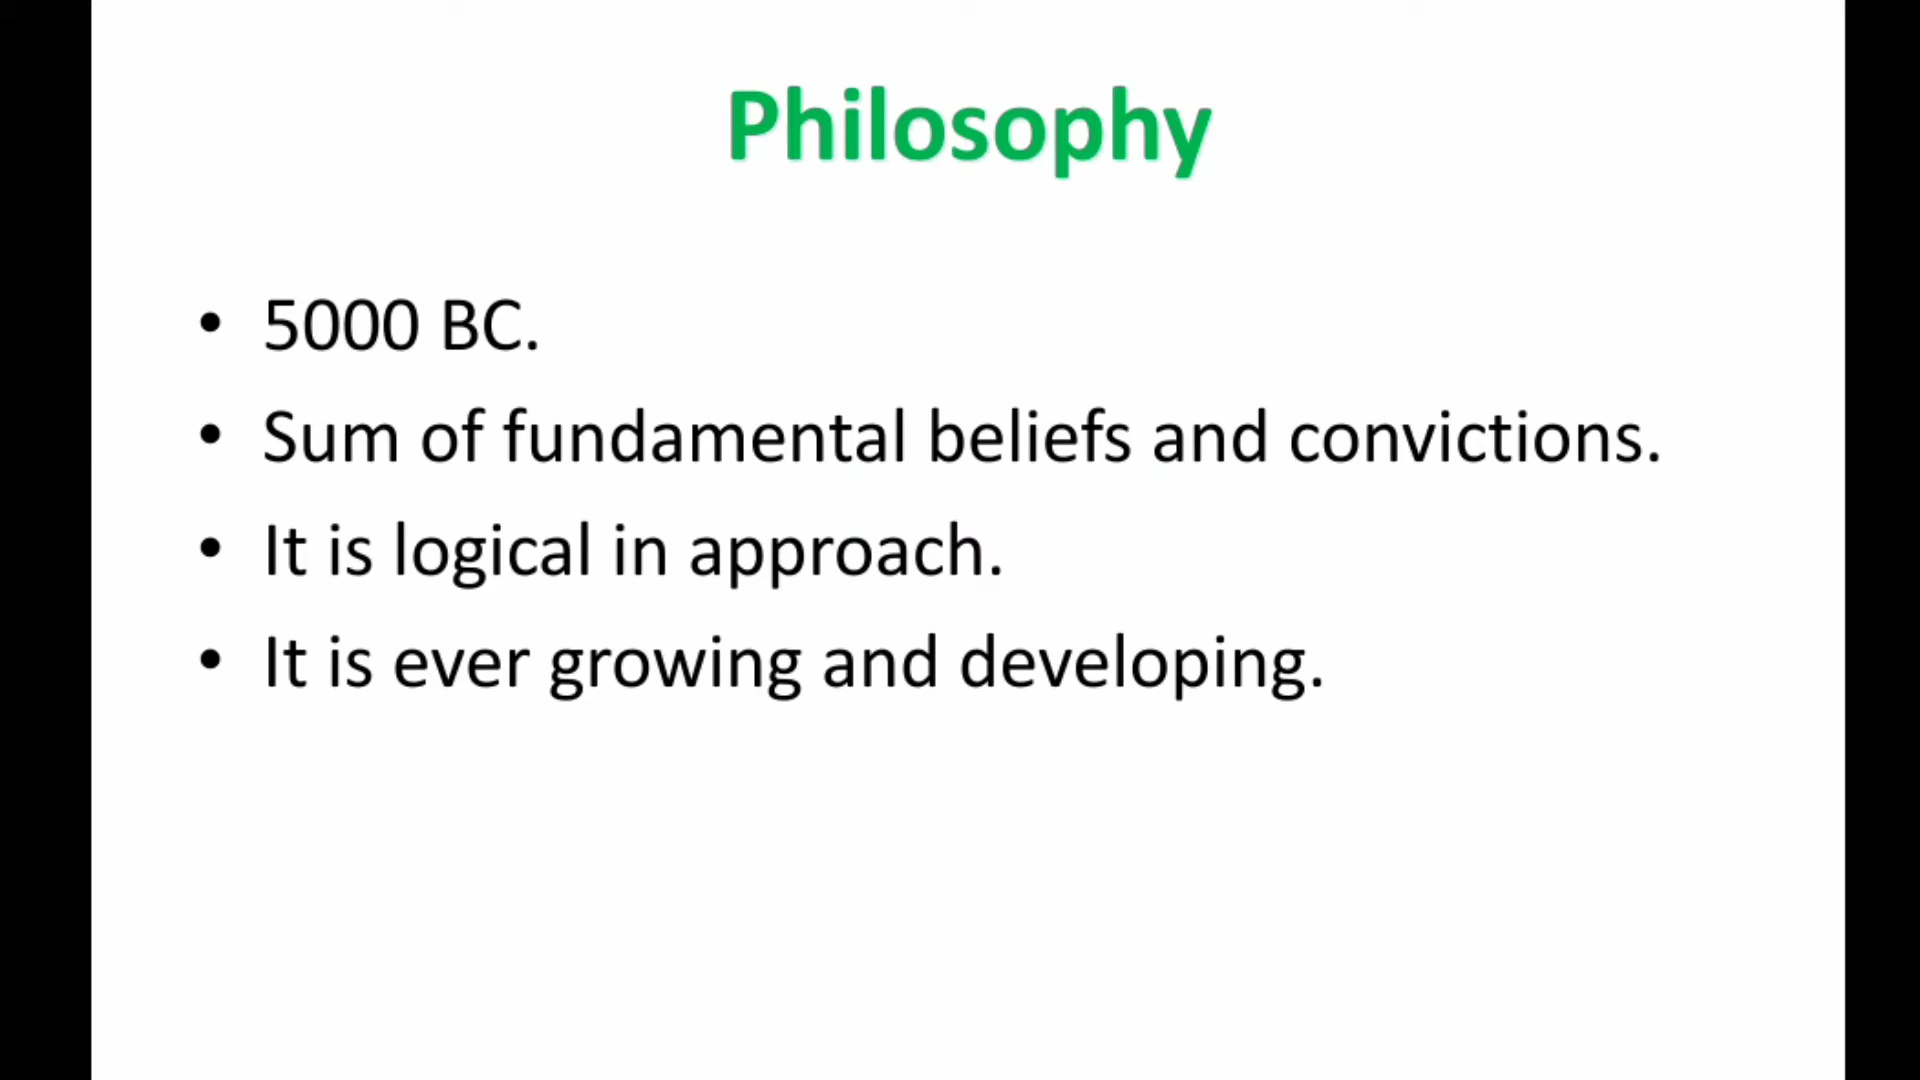 Philosophy
• 5000 BC.
• Sum of fundamental beliefs and convictions.
• It is logical in approach.
• It is ever growing and developing.